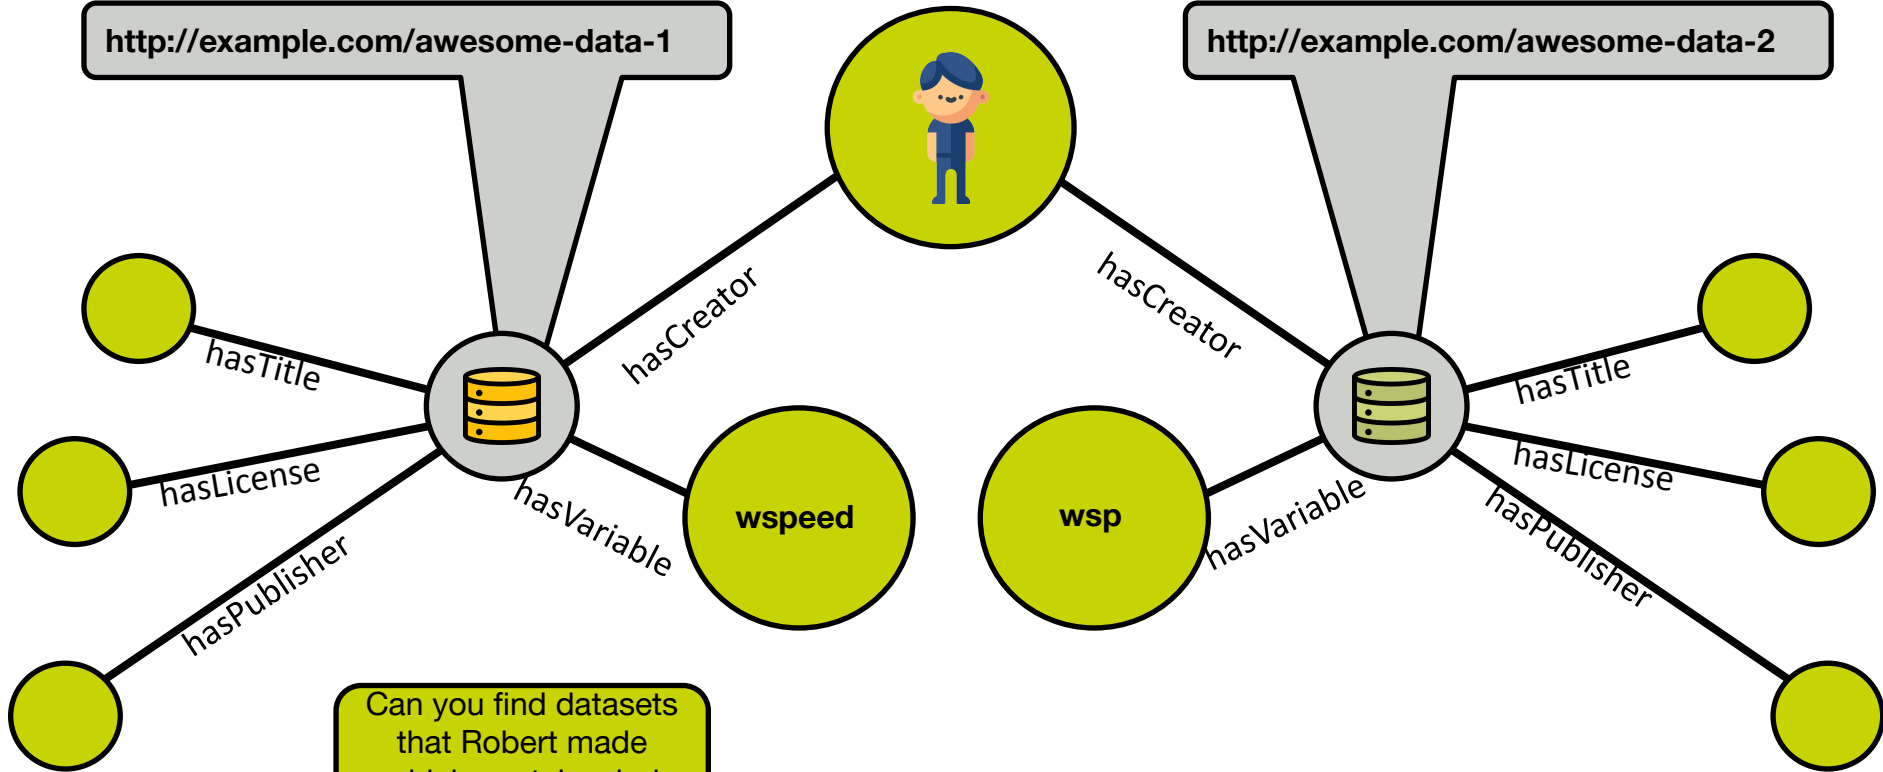 http://example.com/awesome-data-1
http://example.com/awesome-data-2
hasCreator
hasCreator
hasTitle
hasTitle
hasLicense
hasLicense
hasVariable
hasVariable
hasPublisher
hasPublisher
wspeed
wsp
Can you find datasets
that Robert made